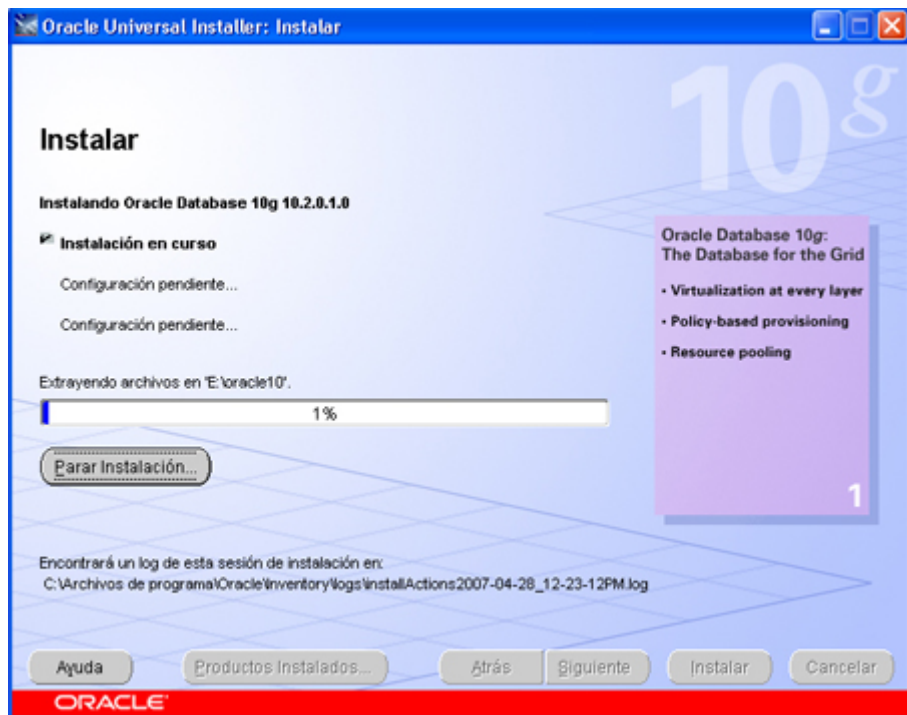 Oracle Universal Installer: Instalar
10g
Instalar
Instalando Oracle Database 10g 10.2.0.1.0
Instalación en curso
Configuración pendiente...
Configuración pendiente...
Oracle Database 10g:
The Database for the Grid
• Virtualization at every layer
• Policy-based provisioning
• Resource pooling
1
Extrayendo archivos en 'E:\oracle10'.
1%
Parar Instalación...
Encontrará un log de esta sesión de instalación en:
C:\Archivos de programa\Oracle\Inventory\logs\installActions2007-04-28_12-23-12PM.log
Ayuda Productos Instalados... Atrás Siguiente Instalar Cancelar
ORACLE